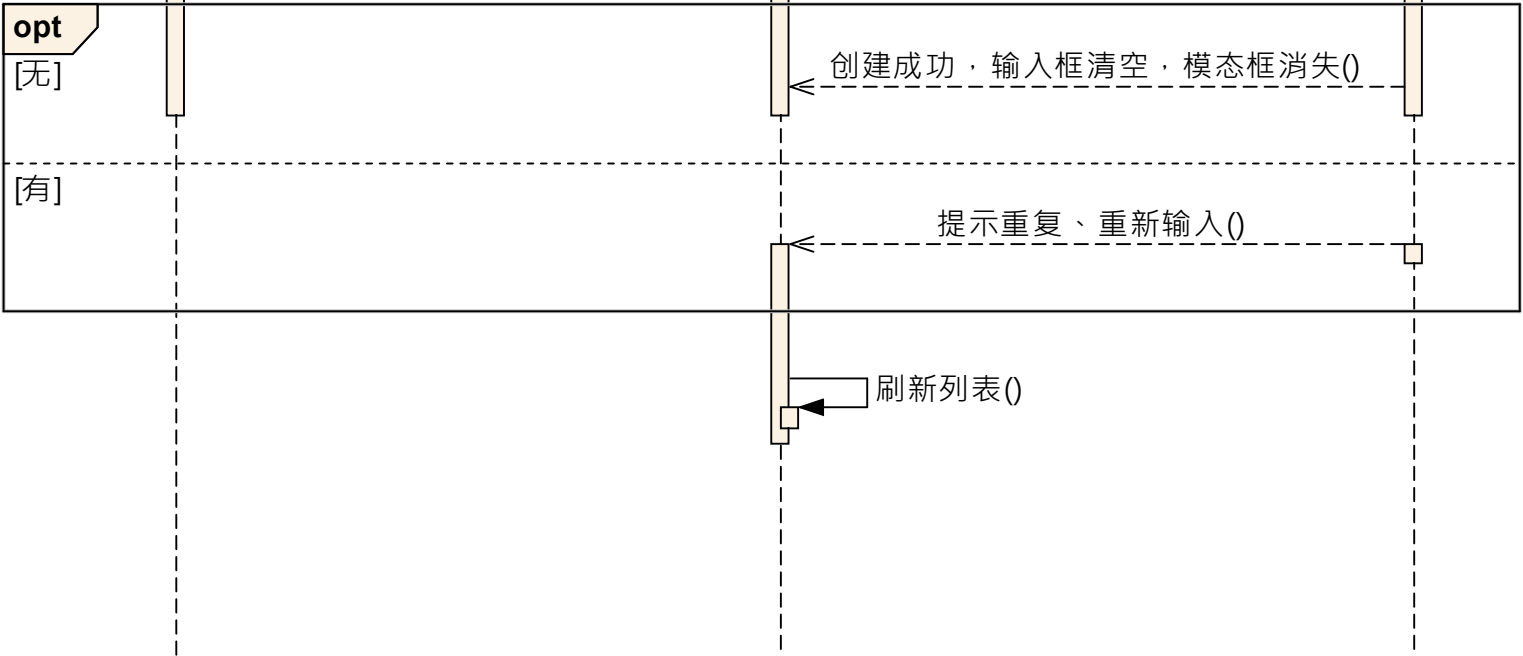 opt
[无]
创建成功，输入框清空，模态框消失()
[有]
提示重复、重新输入()
刷新列表()